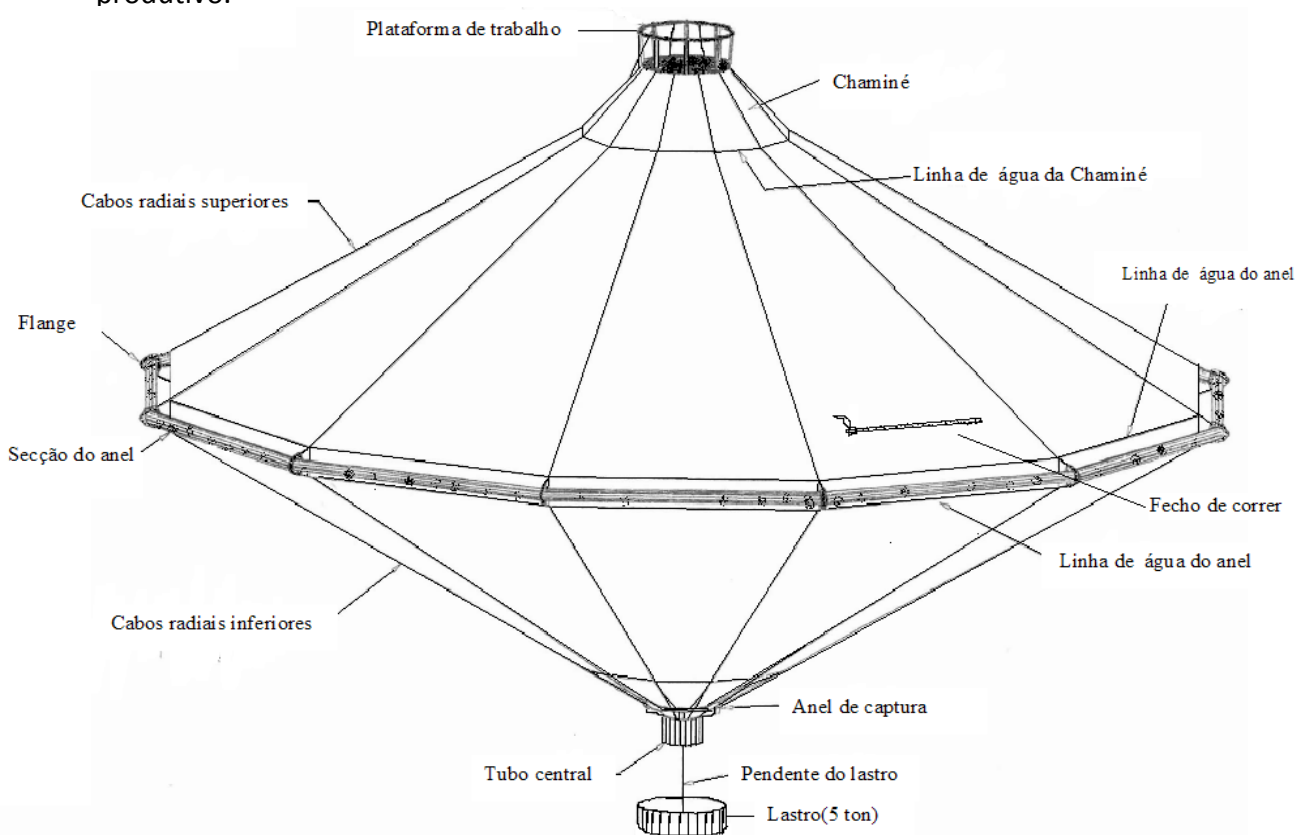 produtivo.
Plataforma de trabalho
Chaminé
Linha de água da Chaminé
Cabos radiais superiores
Linha de água do anel
Flange
Secção do anel
Fecho de correr
Linha de água do anel
Cabos radiais inferiores
Anel de captura
Tubo central
Pendente do lastro
Lastro(5 ton)